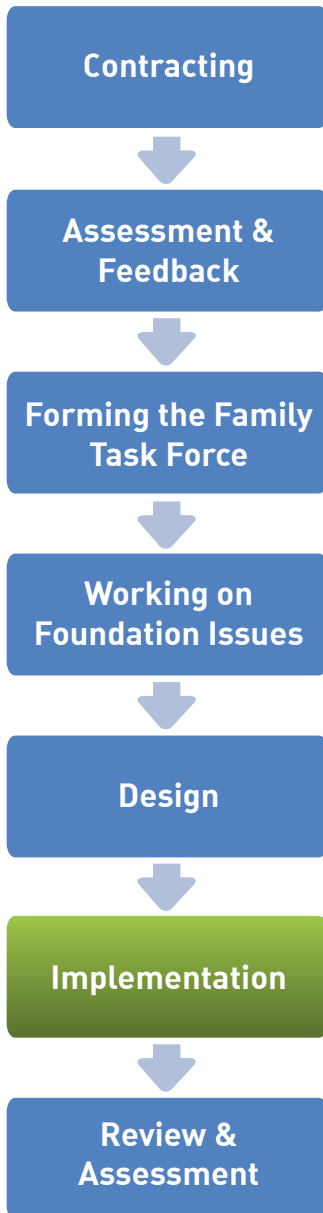 Contracting
Assessment &
Feedback
Forming the Family
Task Force
Working on
Foundation Issues
Design
Implementation
Review &
Assessment